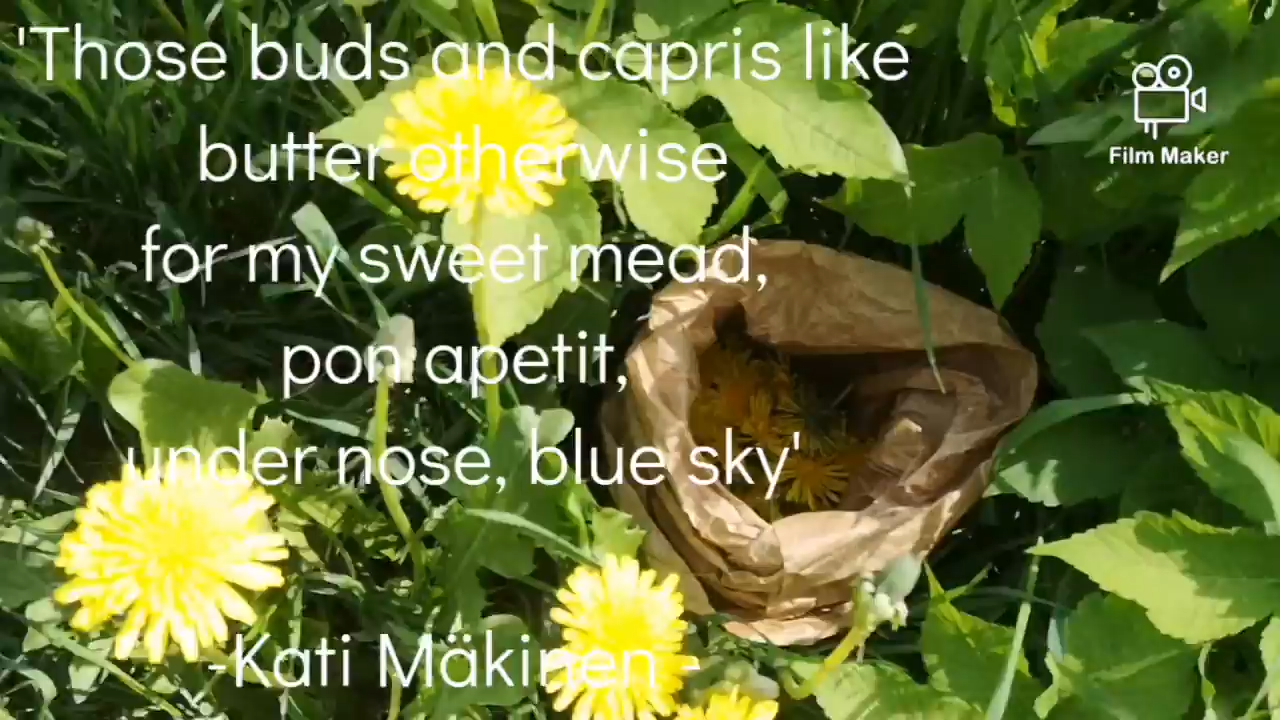 'Those buds and capris like
Film Maker
butter otherwise
for my sweet mead,
pon apetit,
under nose, blue sky'
-Kati Mäkinen -